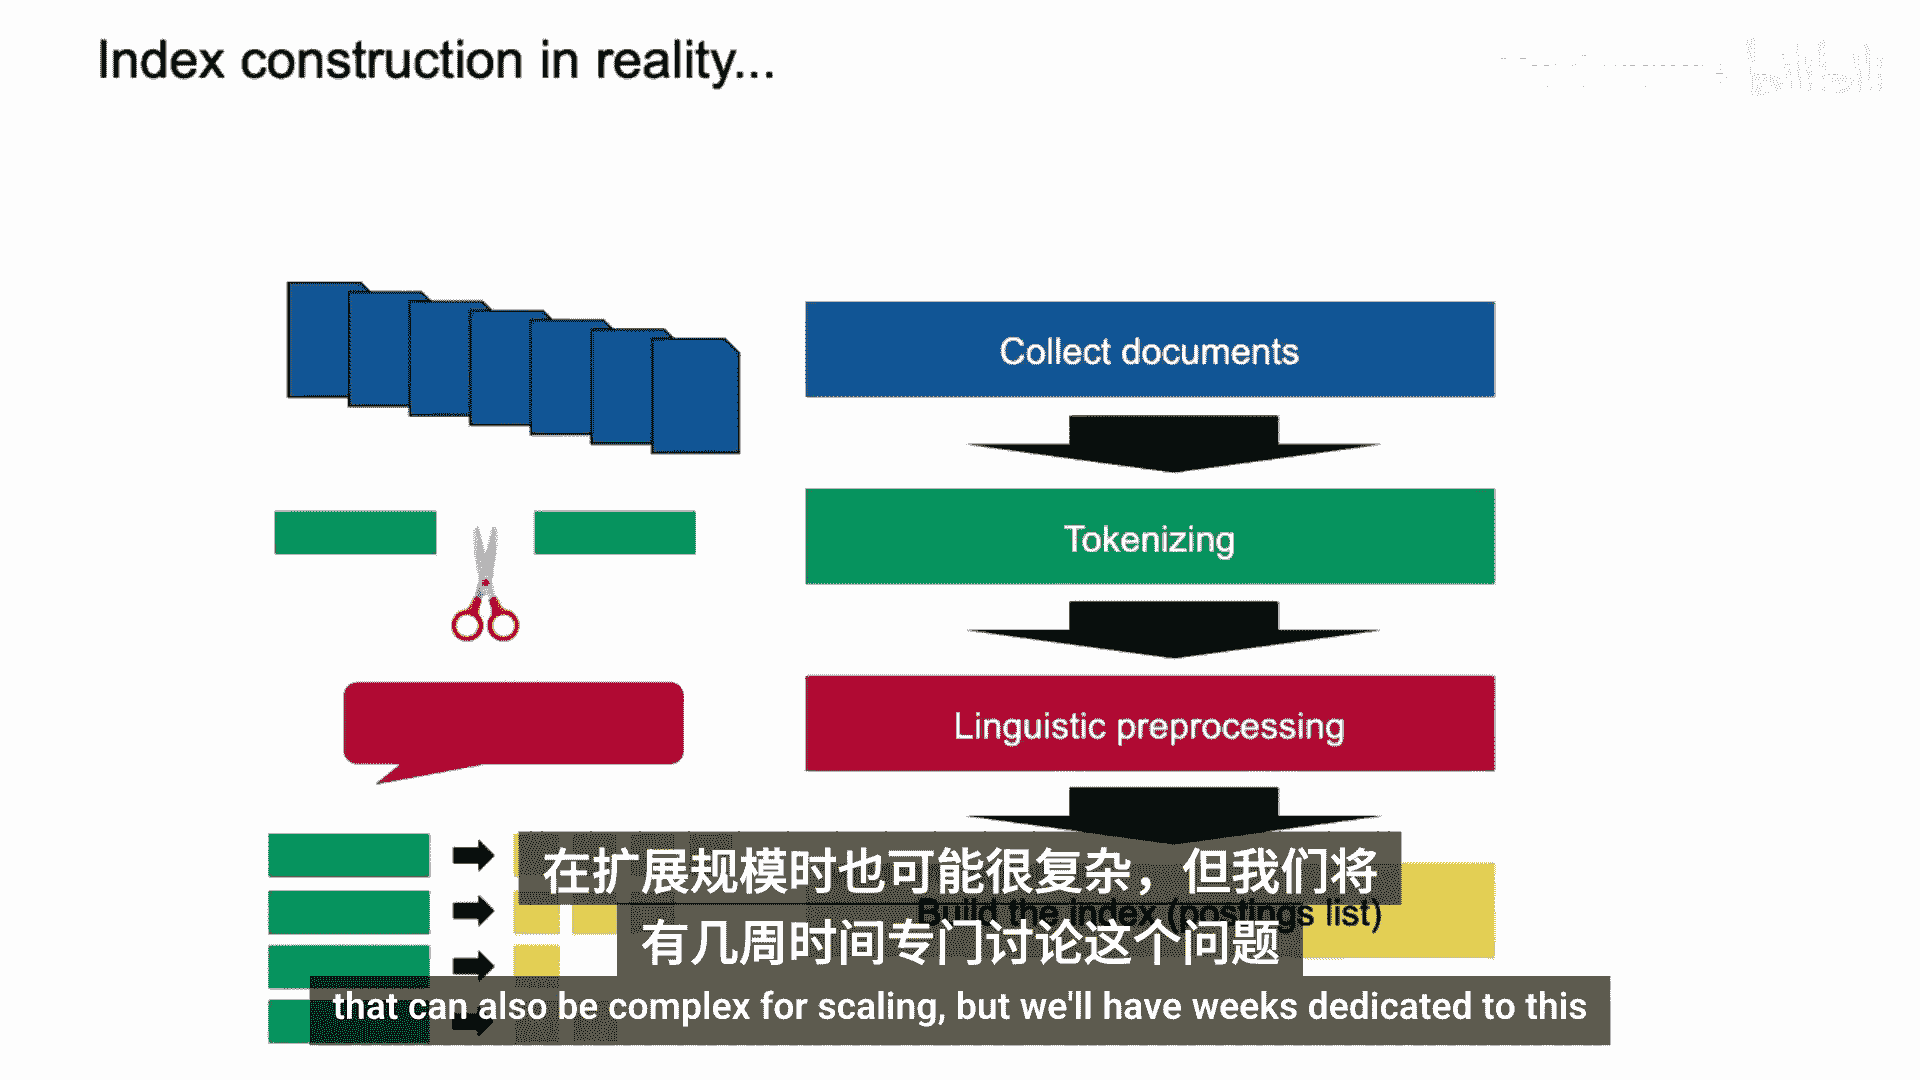 Index construction in reality...
Collect documents
Tokenizing
Linguistic preprocessing
Build the index (postings list)
在扩展规模时也可能很复杂，但我们将
有几周时间专门讨论这个问题
that can also be complex for scaling, but we'll have weeks dedicated to this